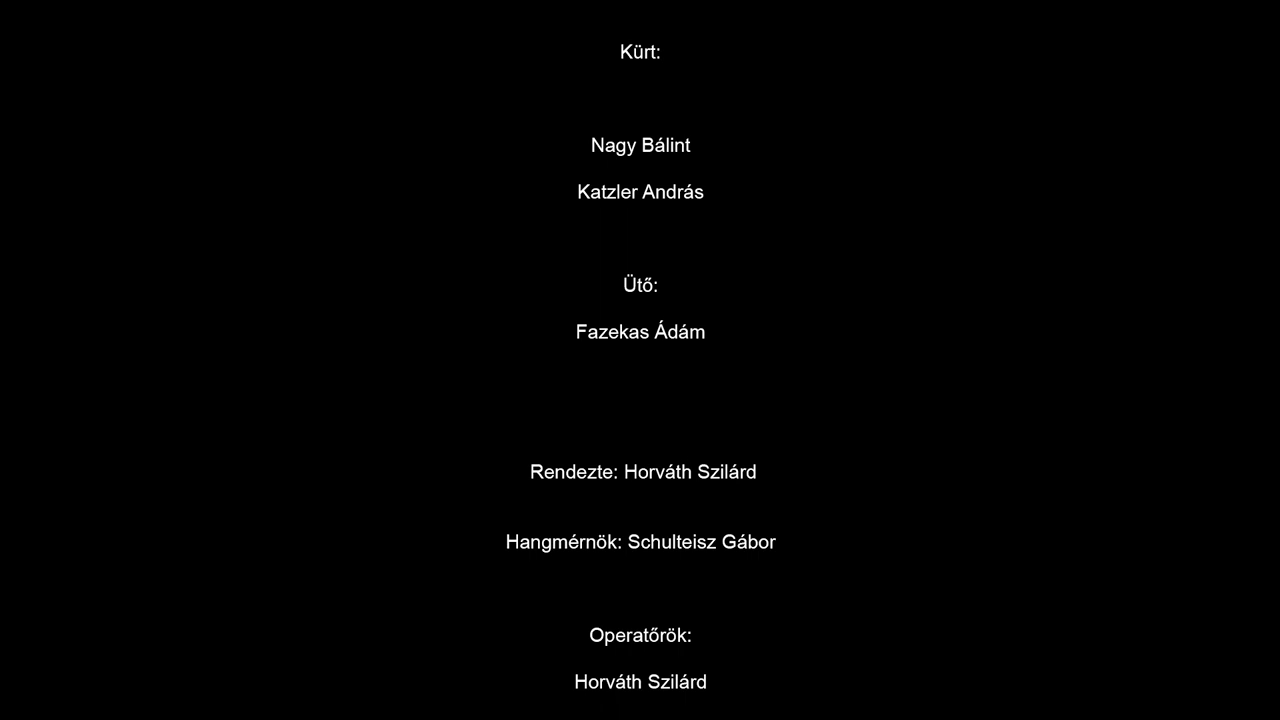 Kürt:
Nagy Bálint
Katzler András
Ütő:
Fazekas Ádám
Rendezte: Horváth Szilárd
Hangmérnök: Schulteisz Gábor
Operatőrök:
Horváth Szilárd